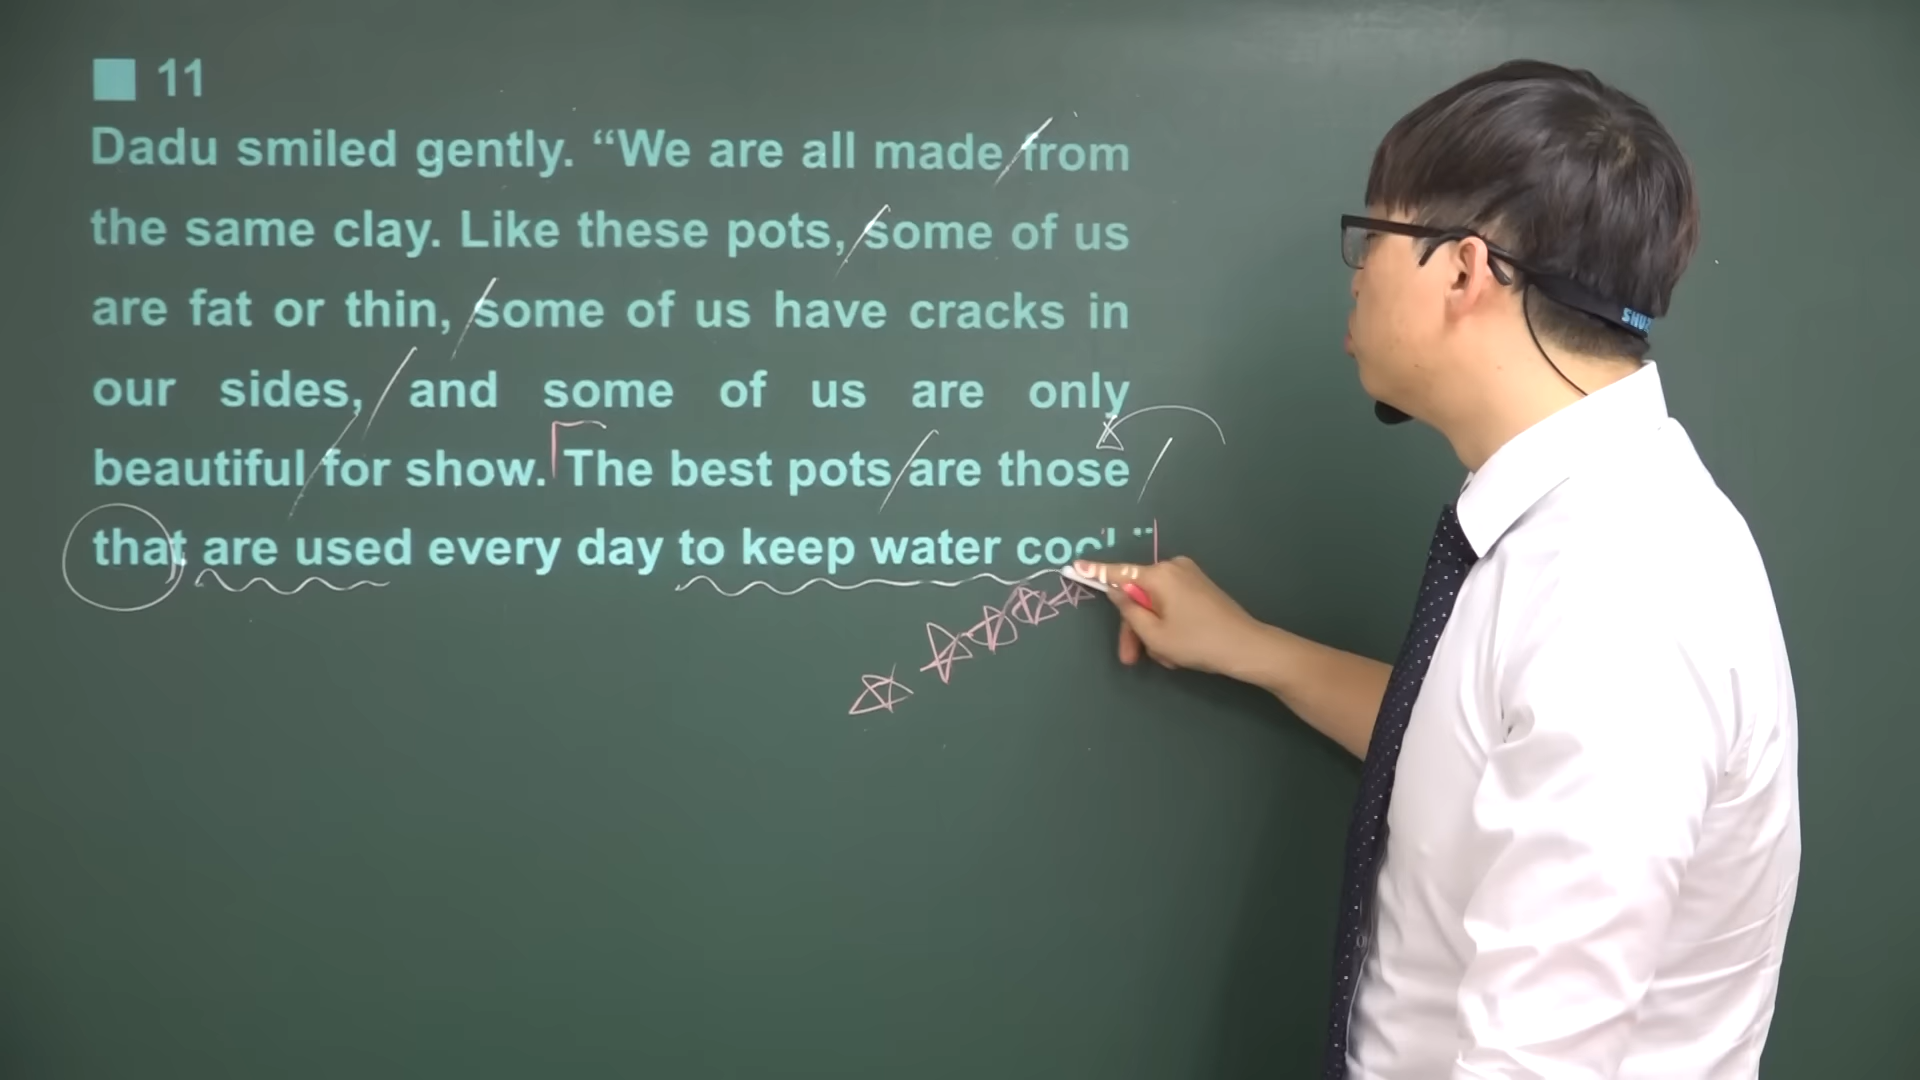 11
Dadu smiled gently. “We are all made from
the same clay. Like these pots, some of us
are fat or thin, some of us have cracks in
our sides, and some of us are only
beautiful for show. The best pots are those
that are used every day to keep water cool.”